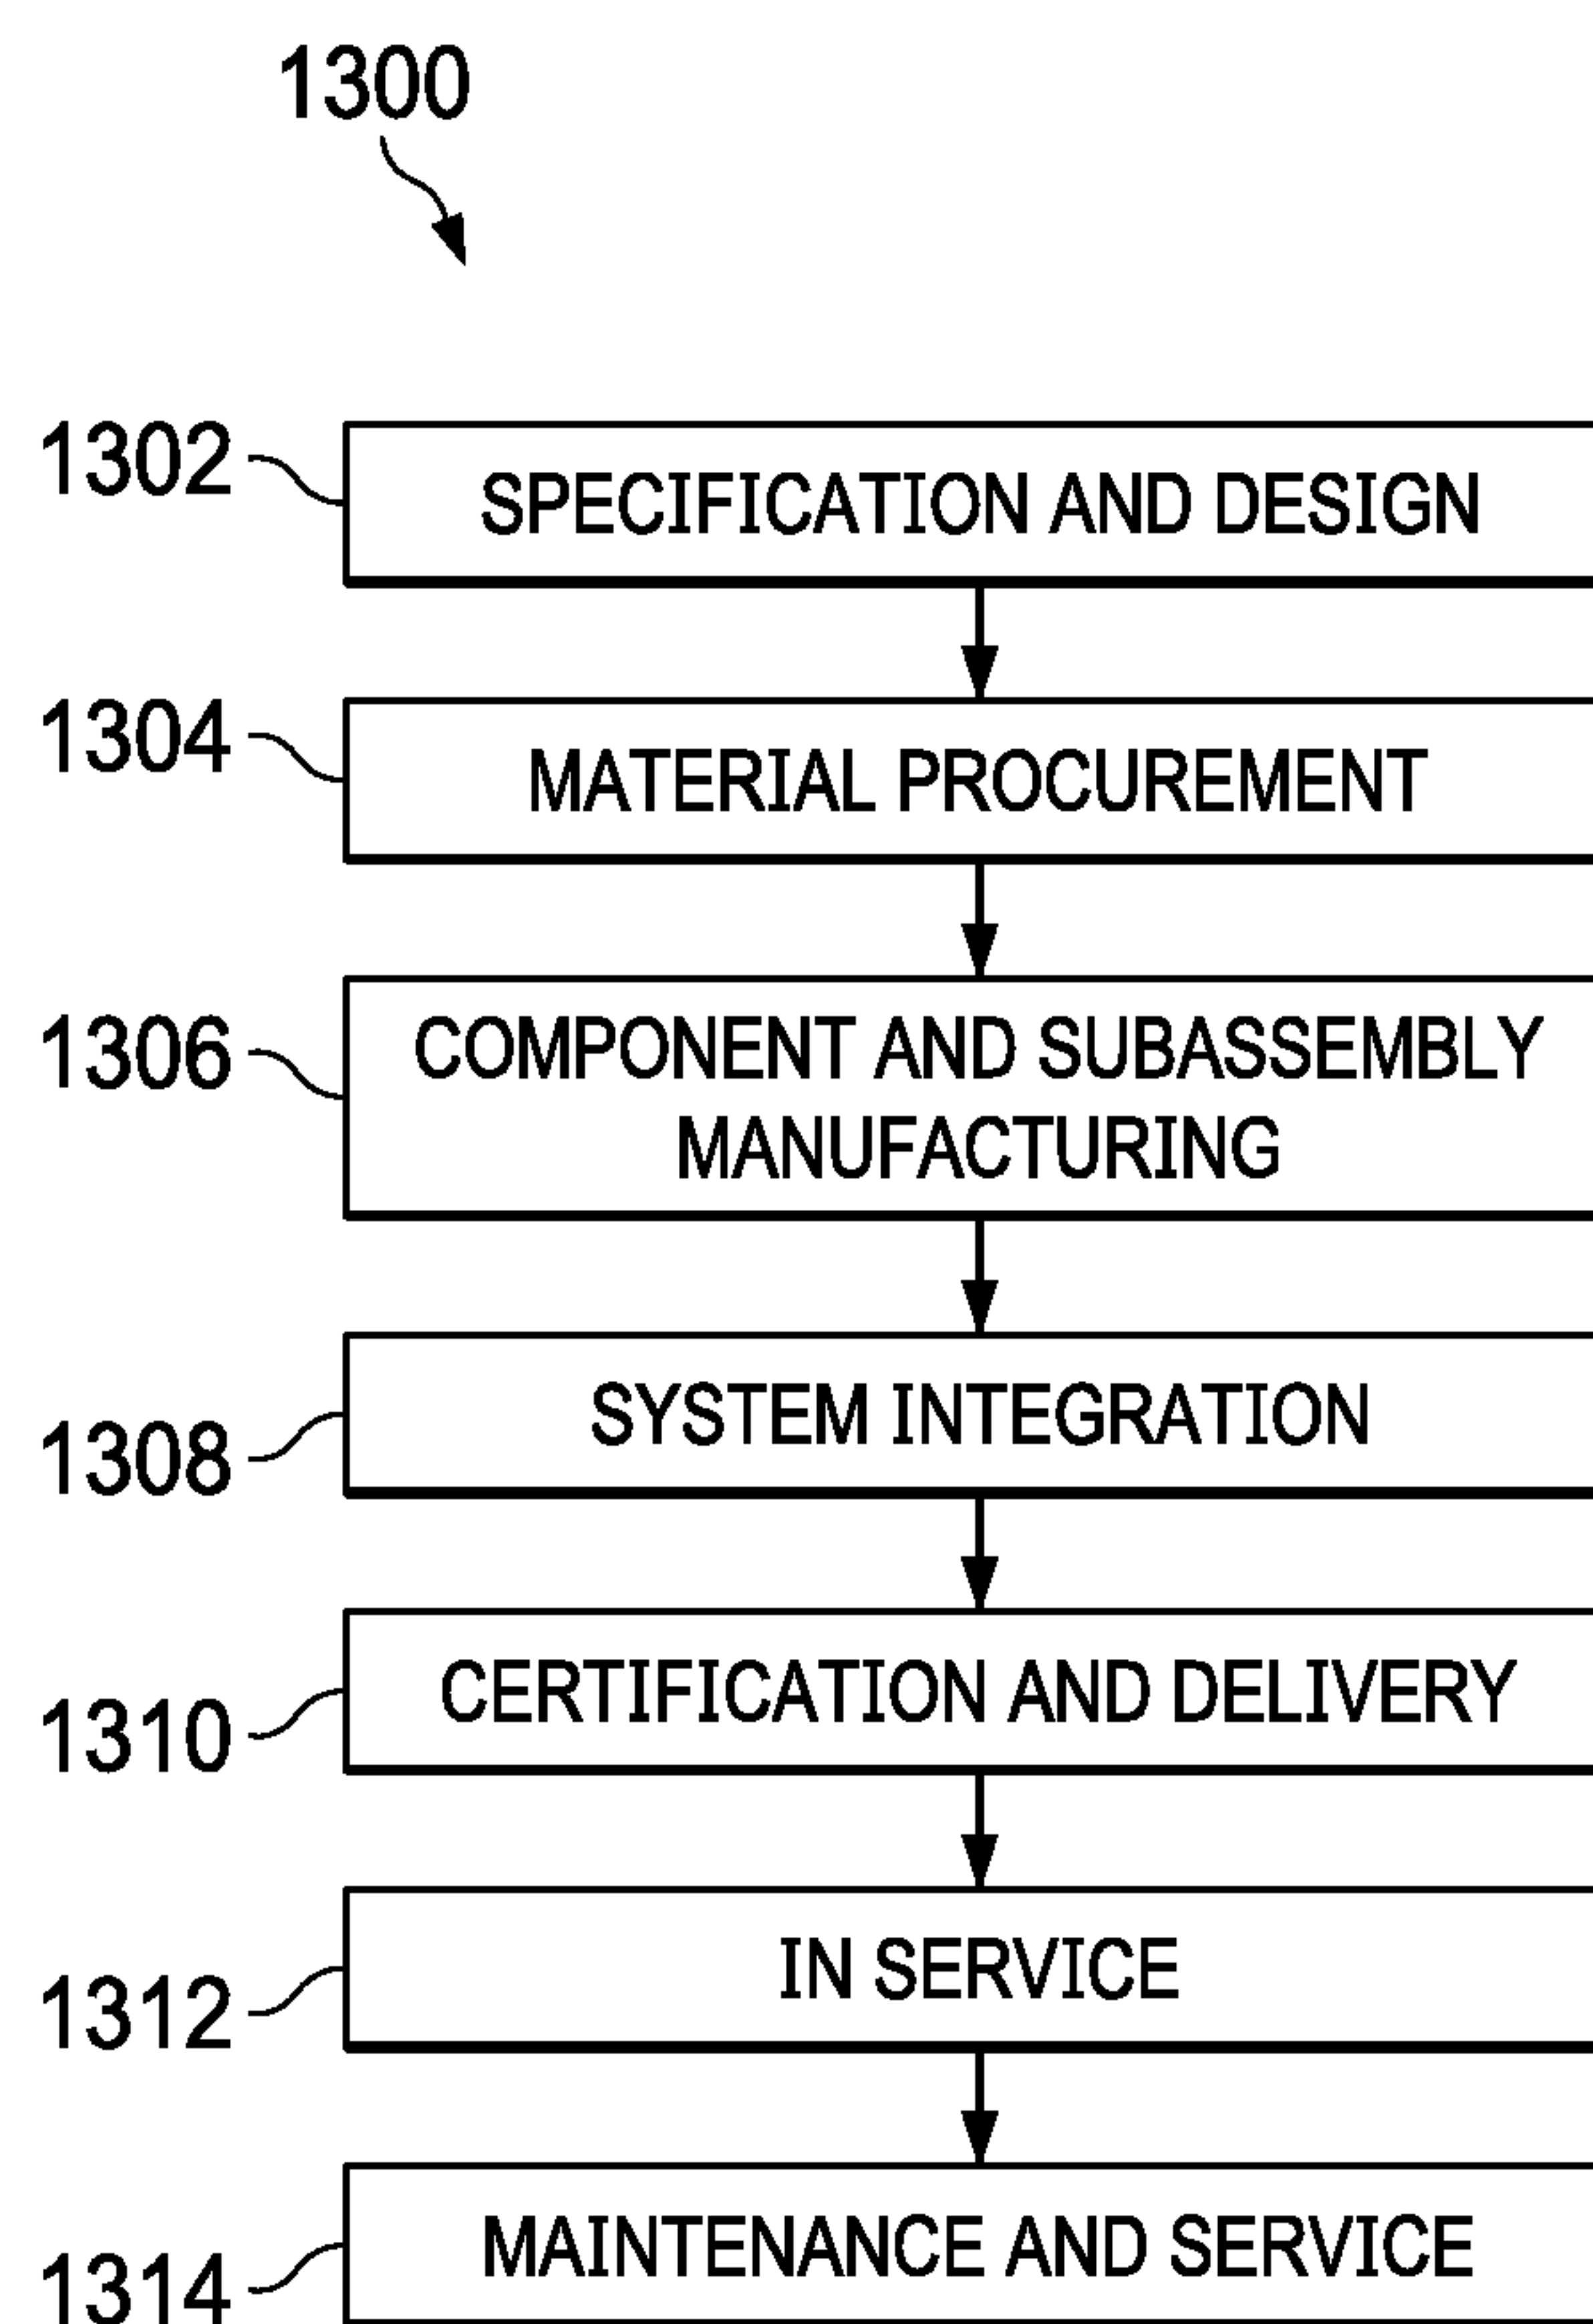 1300
1302
SPECIFICATION AND DESIGN
1304
MATERIAL PROCUREMENT
1306
COMPONENT AND SUBASSEMBLY
MANUFACTURING
1308
SYSTEM INTEGRATION
1310
CERTIFICATION AND DELIVERY
1312
IN SERVICE
1314
MAINTENANCE AND SERVICE